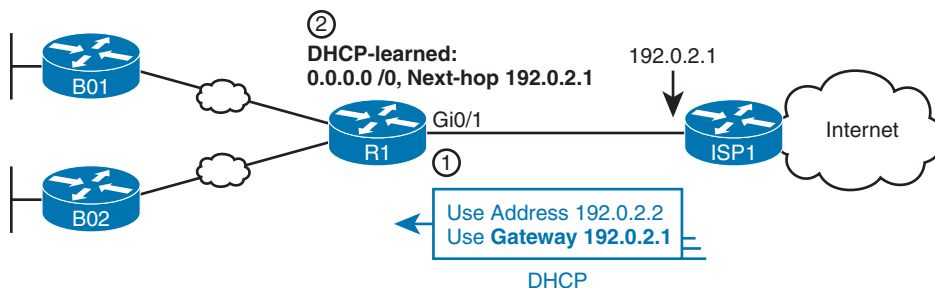 ②
DHCP-learned:
0.0.0.0 /0, Next-hop 192.0.2.1
192.0.2.1
B01
Gi0/1
R1
ISP1
Internet
①
B02
Use Address 192.0.2.2
Use Gateway 192.0.2.1
DHCP